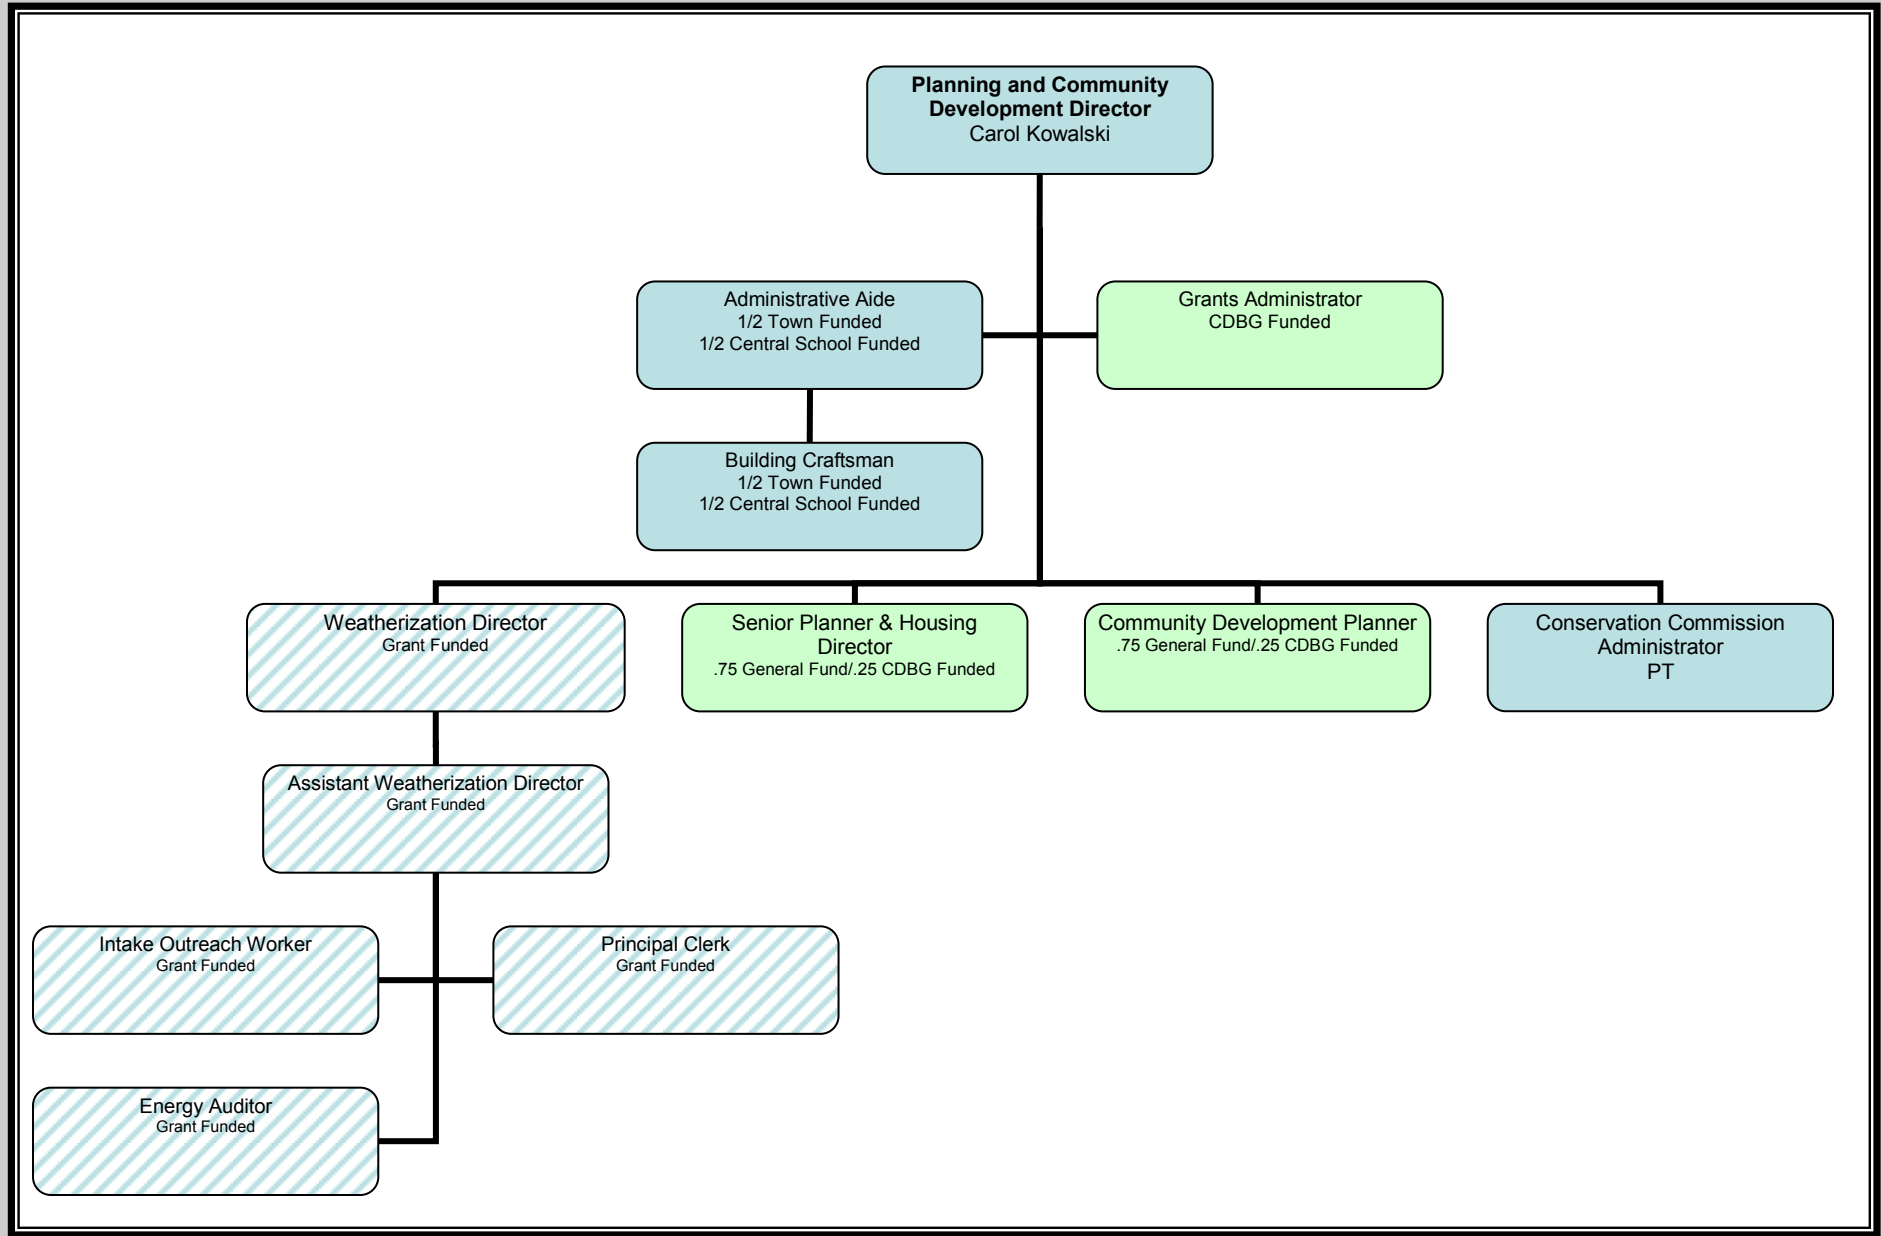 Planning and Community
Development Director
Carol Kowalski
Administrative Aide
1/2 Town Funded
1/2 Central School Funded
Grants Administrator
CDBG Funded
Building Craftsman
1/2 Town Funded
1/2 Central School Funded
Weatherization Director
Grant Funded
Senior Planner & Housing
Director
.75 General Fund/.25 CDBG Funded
Community Development Planner
.75 General Fund/.25 CDBG Funded
Conservation Commission
Administrator
PT
Assistant Weatherization Director
Grant Funded
Intake Outreach Worker
Grant Funded
Principal Clerk
Grant Funded
Energy Auditor
Grant Funded